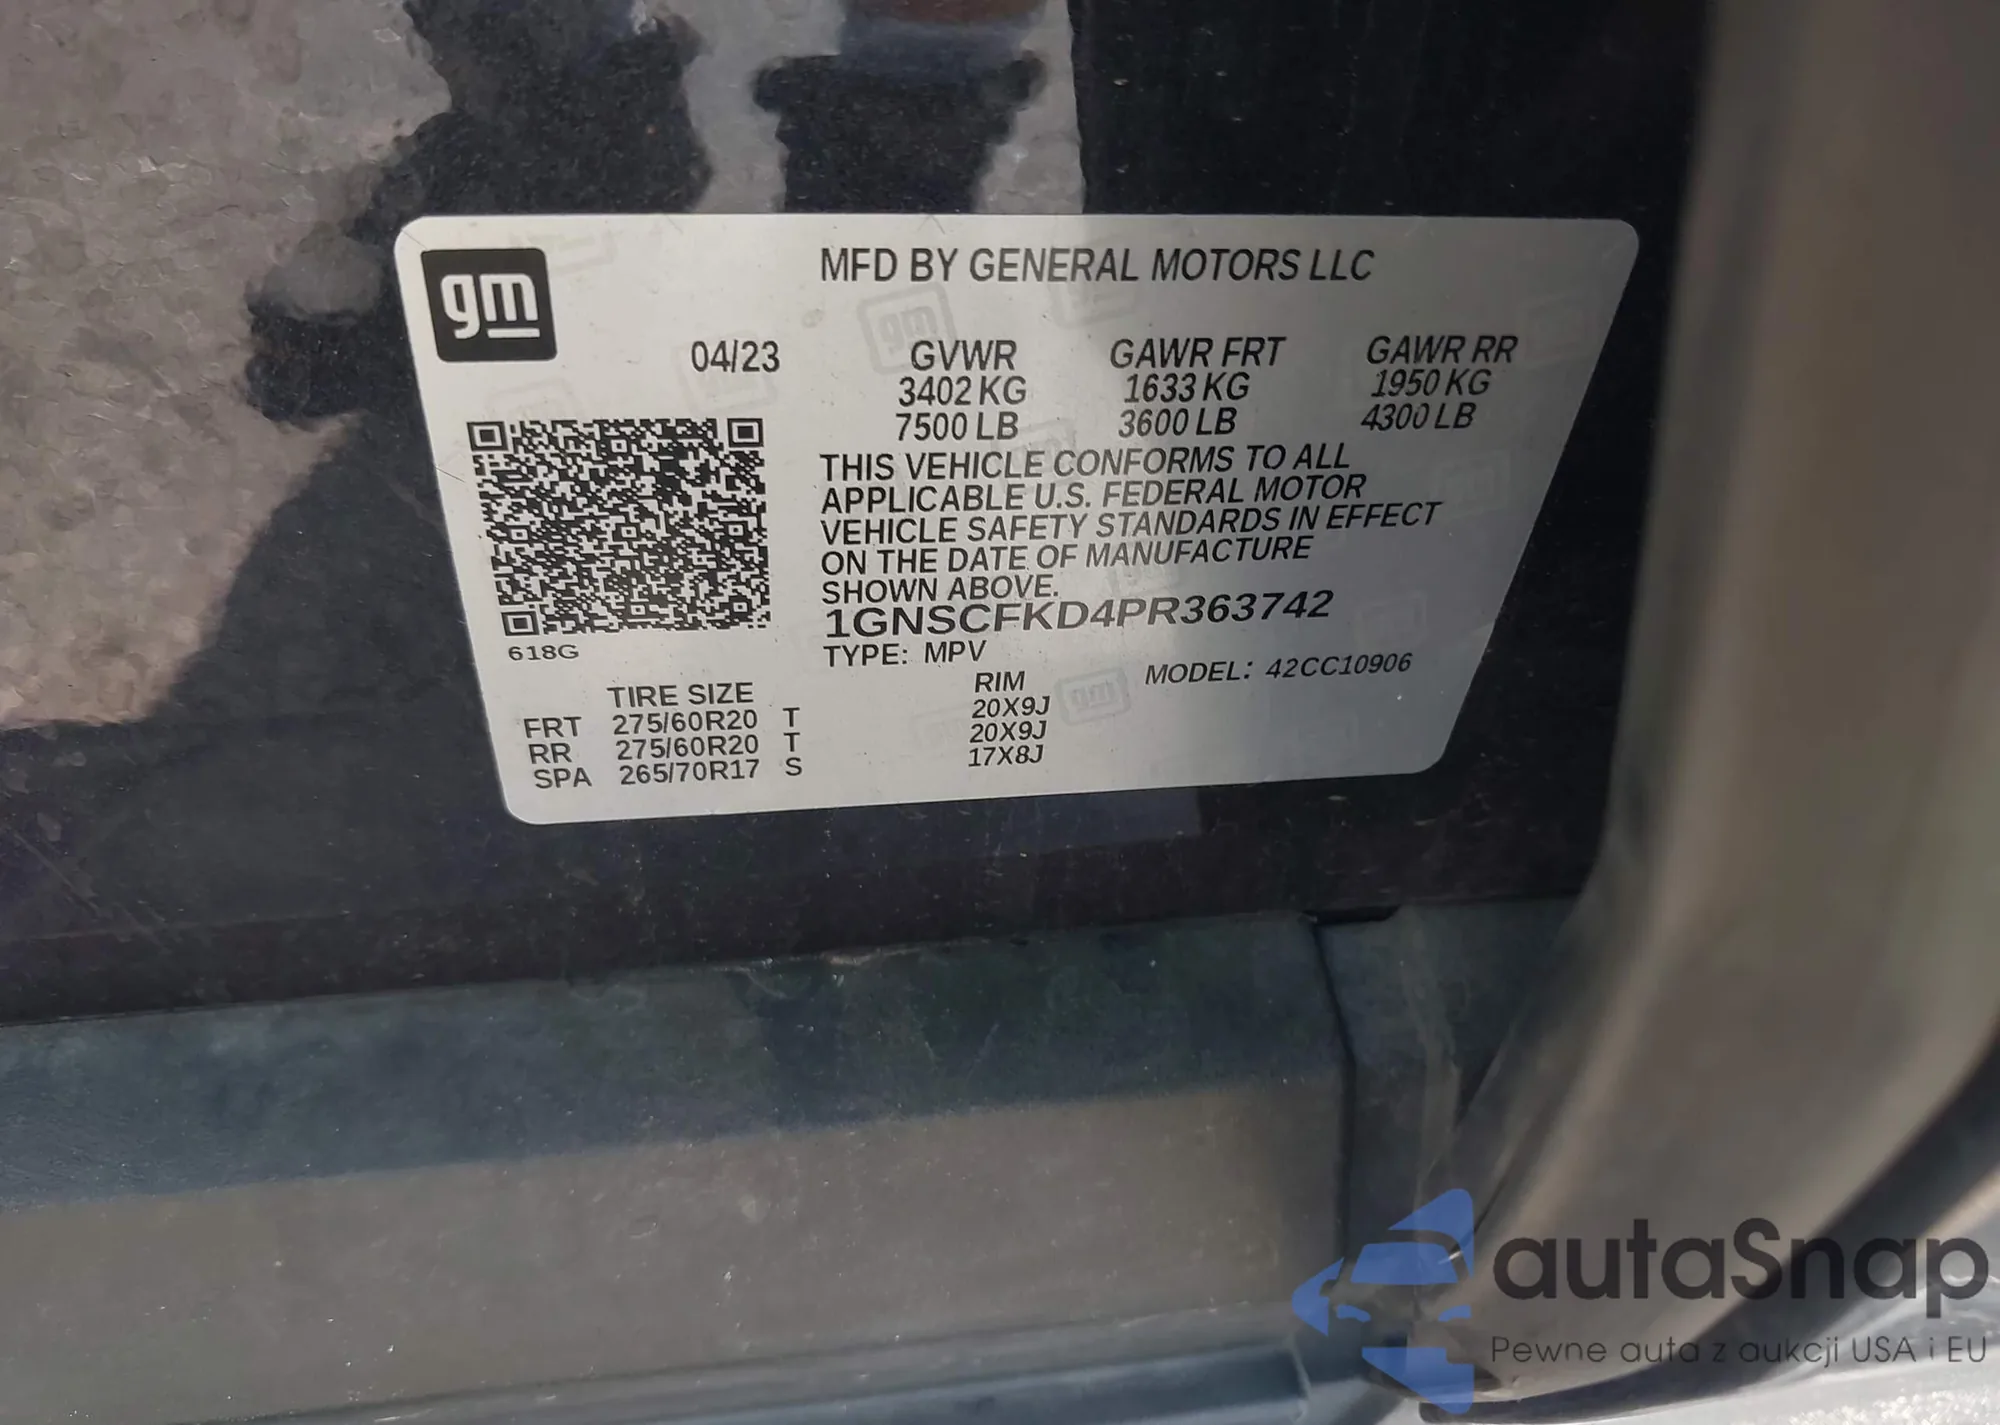 gm
MFD BY GENERAL MOTORS LLC
04/23 GVWR GAWR FRT GAWR RR
3402 KG 1633 KG 1950 KG
7500 LB 3600 LB 4300 LB
THIS VEHICLE CONFORMS TO ALL
APPLICABLE U.S. FEDERAL MOTOR
VEHICLE SAFETY STANDARDS IN EFFECT
ON THE DATE OF MANUFACTURE
SHOWN ABOVE.
1GNSCFKD4PR363742
618G
TYPE: MPV MODEL: 42CC10906
TIRE SIZE RIM
FRT 275/60R20 T 20X9J
RR 275/60R20 T 20X9J
SPA 265/70R17 S 17X8J
autaSnap
Pewne auta z aukcji USA i EU